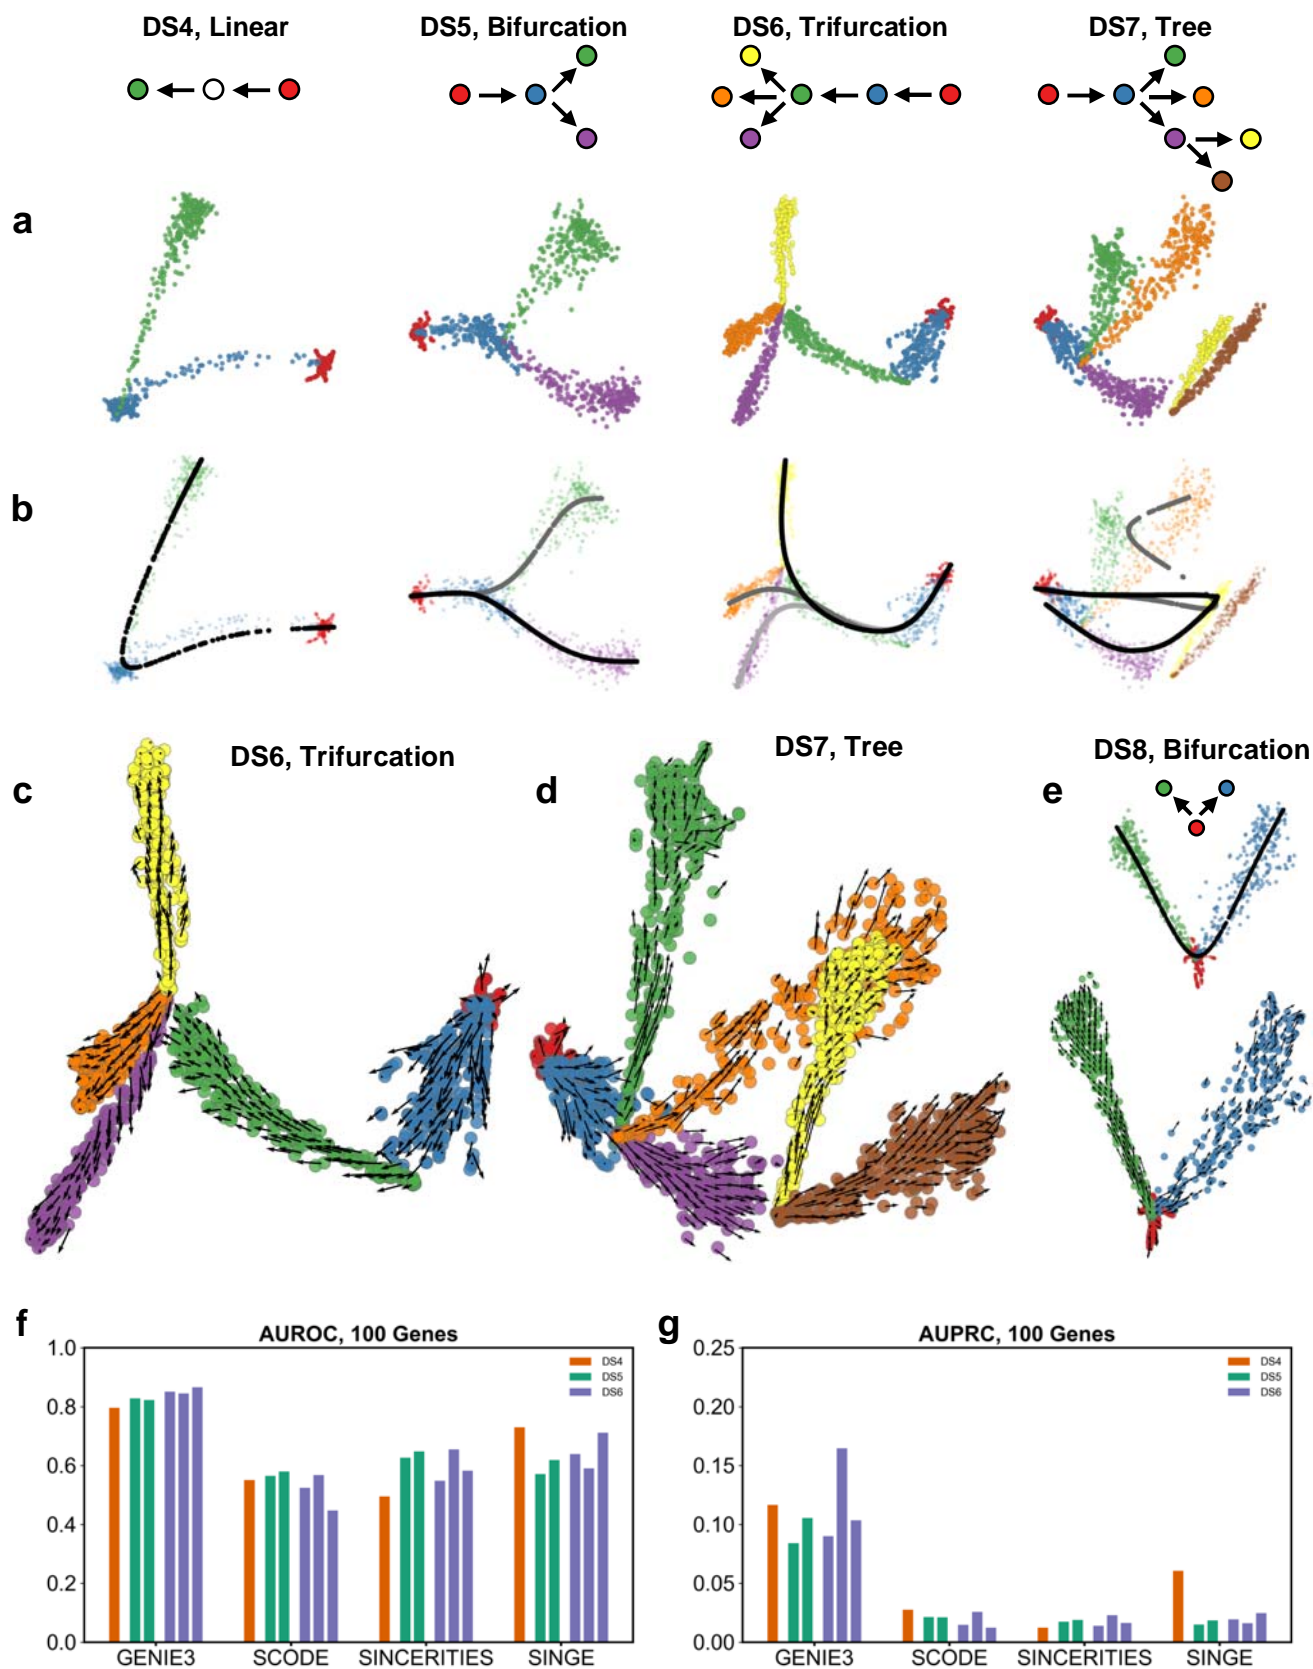 DS4, Linear
DS5, Bifurcation
DS6, Trifurcation
DS7, Tree
a
b
DS6, Trifurcation
DS7, Tree
DS8, Bifurcation
c
d
e
f
AUROC, 100 Genes
1.0
0.8
0.6
0.4
0.2
0.0
DS4
DS5
DS6
GENIE3
SCODE
SINCERITIES
SINGE
g
AUPRC, 100 Genes
0.25
0.20
0.15
0.10
0.05
0.00
DS4
DS5
DS6
GENIE3
SCODE
SINCERITIES
SINGE